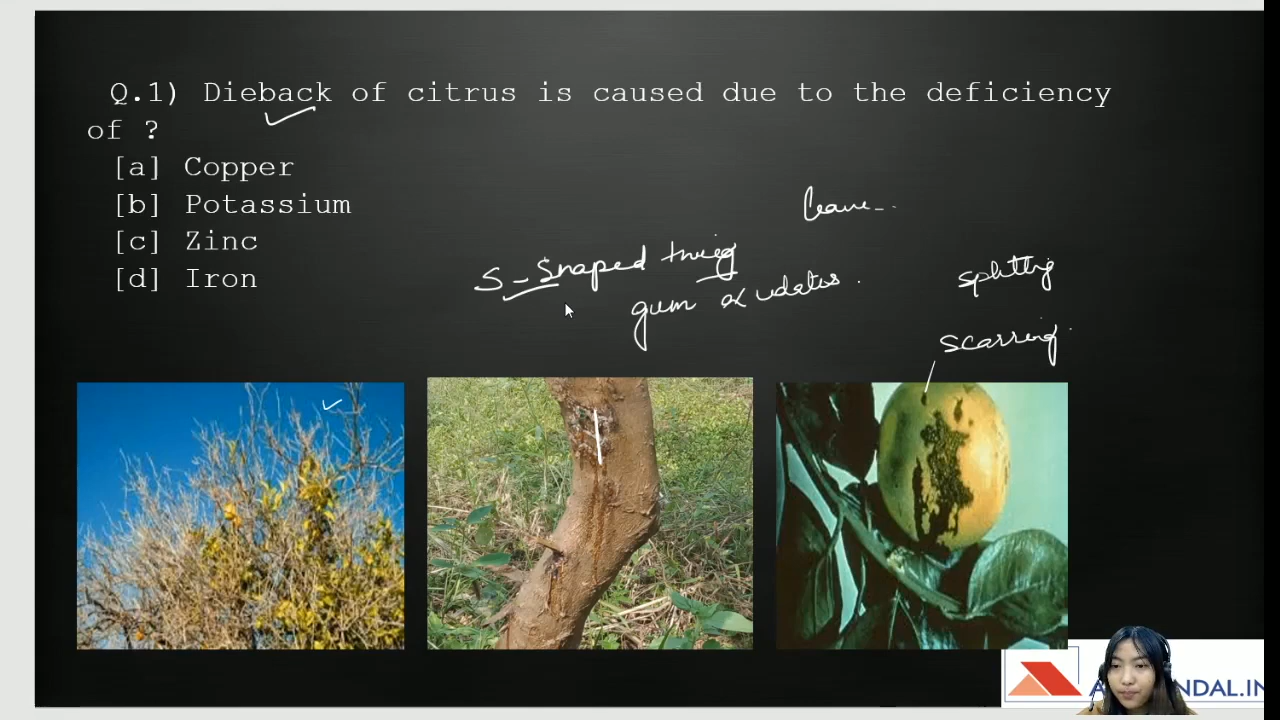 Q.1) Dieback of citrus is caused due to the deficiency
of ?
[a] Copper
[b] Potassium
[c] Zinc
[d] Iron
S-Shaped twig
gum exudates.
splitting
scarring